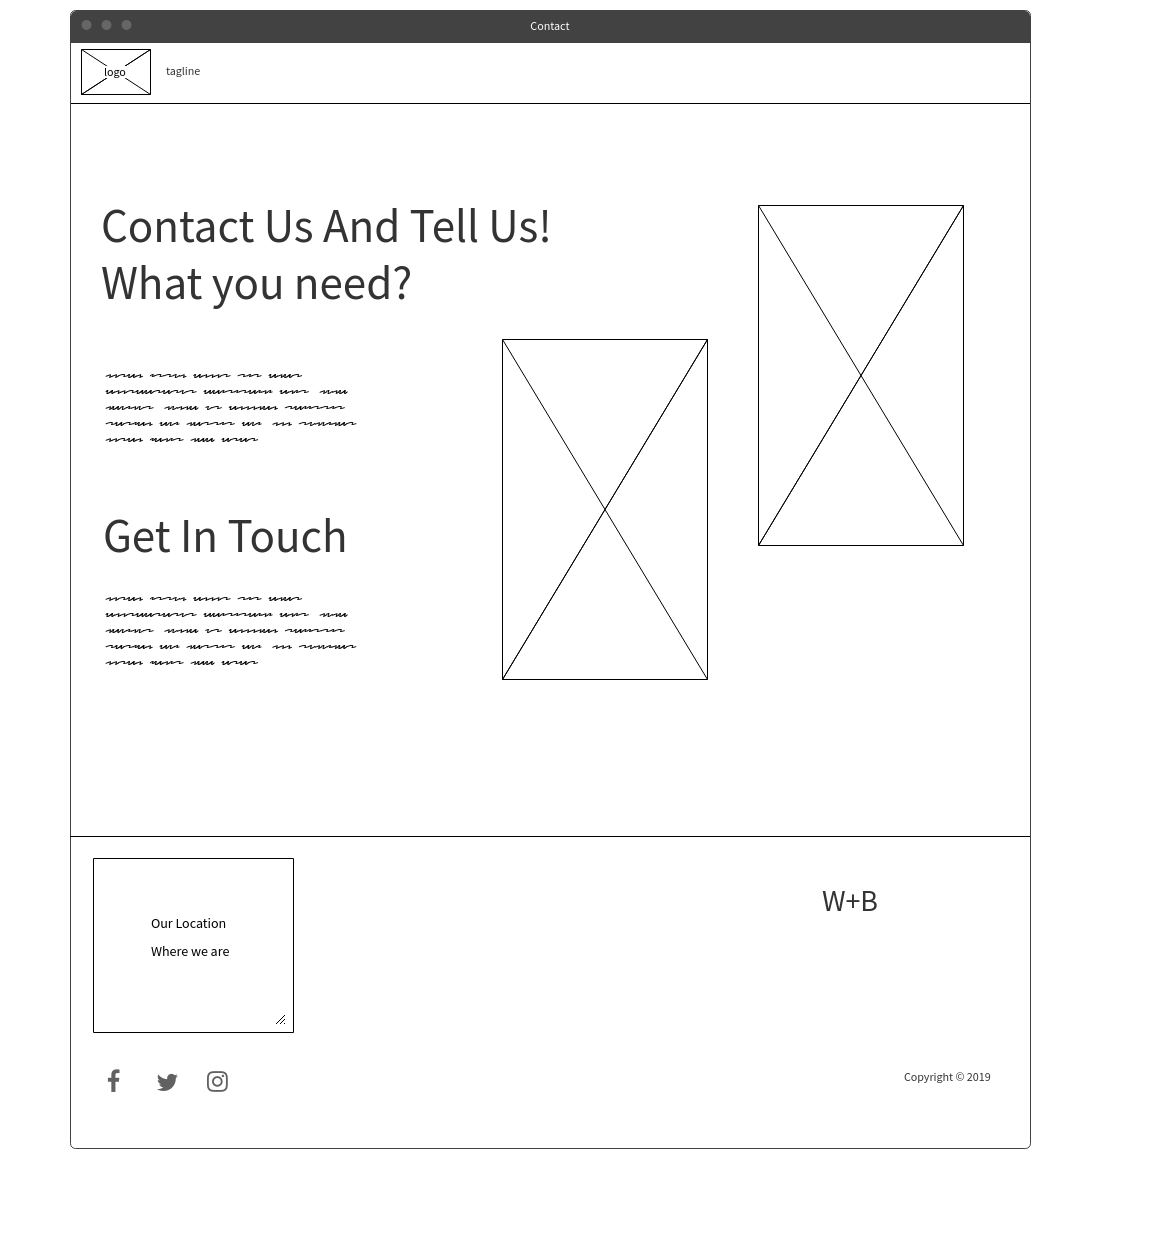 Contact
logo
tagline
Contact Us And Tell Us!
What you need?
Get In Touch
Our Location
Where we are
W+B
Copyright © 2019